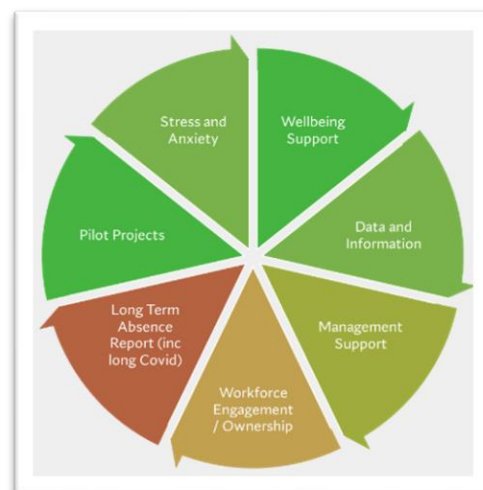 Wellbeing
Support
Data and
Information
Management
Support
Workforce
Engagement
/ Ownership
Long Term
Absence
Report (inc
long Covid)
Pilot Projects
Stress and
Anxiety